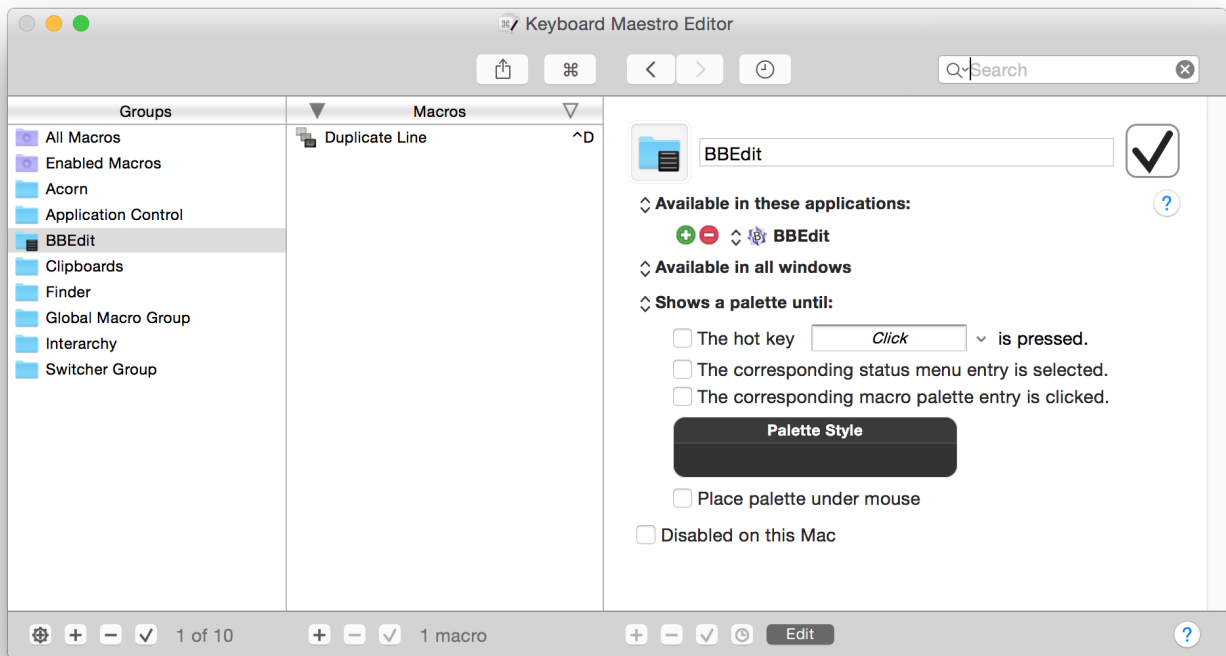 Keyboard Maestro Editor
Search
Groups
Macros
All Macros
Enabled Macros
Acorn
Application Control
BBEdit
Clipboards
Finder
Global Macro Group
Interarchy
Switcher Group
Duplicate Line ^D
BBEdit
Available in these applications:
BBEdit
Available in all windows
Shows a palette until:
The hot key Click is pressed.
The corresponding status menu entry is selected.
The corresponding macro palette entry is clicked.
Palette Style
Place palette under mouse
Disabled on this Mac
1 of 10
1 macro
Edit